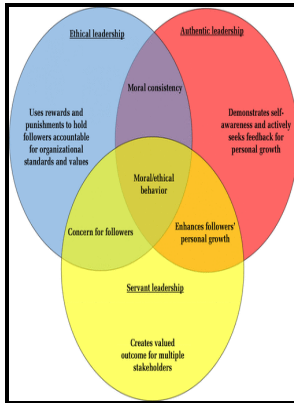 Ethical leadership
Authentic leadership
Moral consistency
Uses rewards and
punishments to hold
followers accountable
for organizational
standards and values
Demonstrates self-
awareness and actively
seeks feedback for
personal growth
Moral/ethical
behavior
Concern for followers
Enhances followers'
personal growth
Servant leadership
Creates valued
outcome for multiple
stakeholders